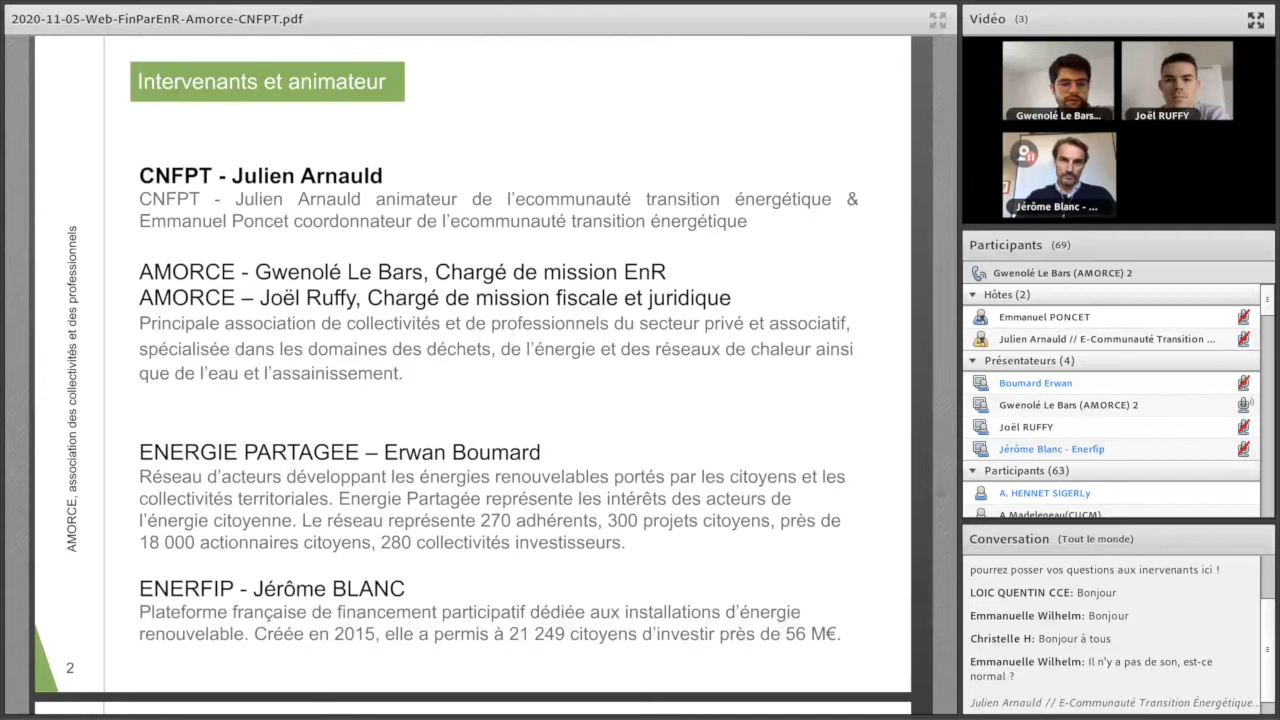 2020-11-05-Web-FinParEnR-Amorce-CNFPT.pdf
Intervenants et animateur
CNFPT - Julien Arnauld
CNFPT - Julien Arnauld animateur de l'ecommunauté transition énergétique &
Emmanuel Poncet coordonnateur de l'ecommunauté transition énergétique
AMORCE - Gwenolé Le Bars, Chargé de mission EnR
AMORCE – Joël Ruffy, Chargé de mission fiscale et juridique
Principale association de collectivités et de professionnels du secteur privé et associatif,
spécialisée dans les domaines des déchets, de l'énergie et des réseaux de chaleur ainsi
que de l'eau et l'assainissement.
ENERGIE PARTAGEE – Erwan Boumard
Réseau d'acteurs développant les énergies renouvelables portés par les citoyens et les
collectivités territoriales. Energie Partagée représente les intérêts des acteurs de
l'énergie citoyenne. Le réseau représente 270 adhérents, 300 projets citoyens, près de
18 000 actionnaires citoyens, 280 collectivités investisseurs.
ENERFIP - Jérôme BLANC
Plateforme française de financement participatif dédiée aux installations d'énergie
renouvelable. Créée en 2015, elle a permis à 21 249 citoyens d'investir près de 56 M€.
AMORCE, association des collectivités et des professionnels
2
Vidéo (3)
Gwenolé Le Bars...
Joël RUFFY
Jérôme Blanc - ...
Participants (69)
Gwenolé Le Bars (AMORCE) 2
Hôtes (2)
Emmanuel PONCET
Julien Arnauld // E-Communauté Transition ...
Présentateurs (4)
Boumard Erwan
Gwenolé Le Bars (AMORCE) 2
Joël RUFFY
Jérôme Blanc - Enerfip
Participants (63)
A. HENNET SIGERLy
A Madeleneau(CUCM)
Conversation (Tout le monde)
pourrez posser vos questions aux inervenants ici !
LOIC QUENTIN CCE: Bonjour
Emmanuelle Wilhelm: Bonjour
Christelle H: Bonjour à tous
Emmanuelle Wilhelm: Il n'y a pas de son, est-ce
normal ?
Julien Arnauld // E-Communauté Transition Énergétique...